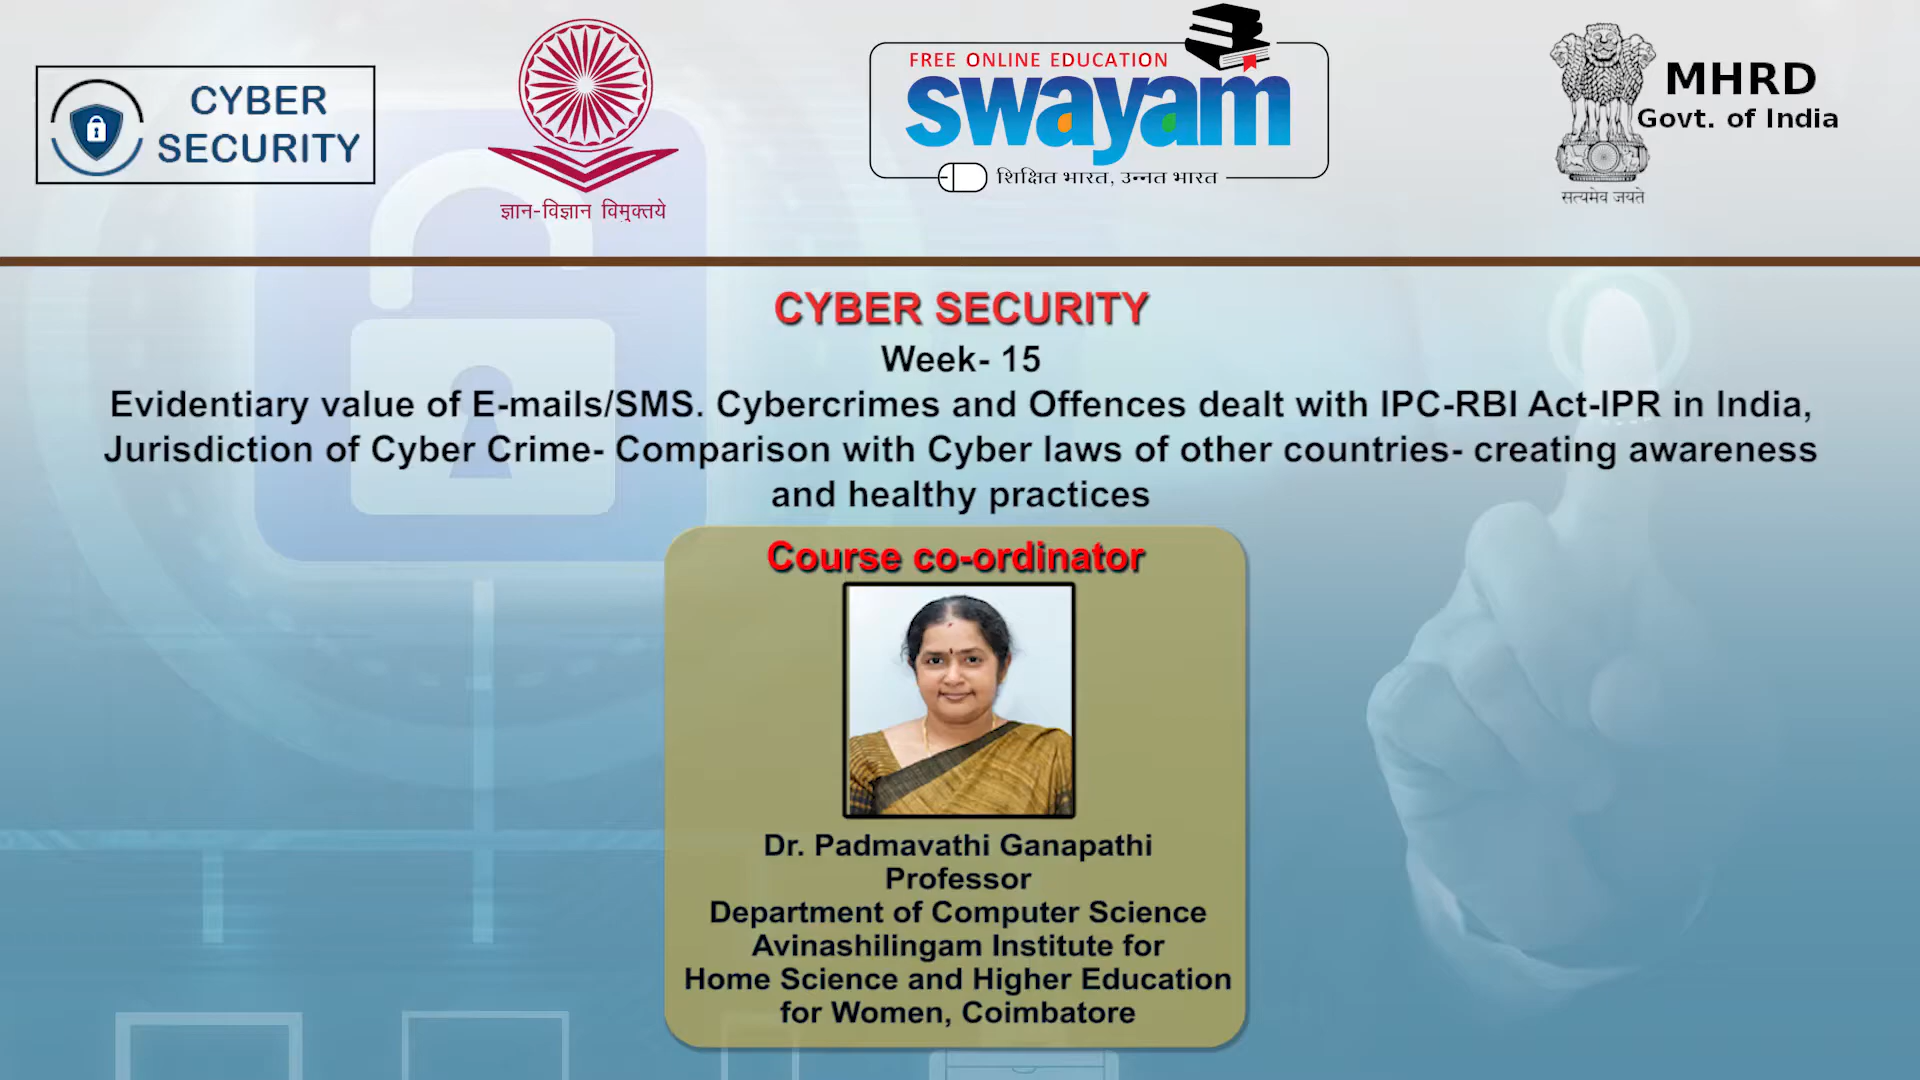 CYBER
SECURITY
ज्ञान-विज्ञान विमुक्तये
FREE ONLINE EDUCATION
swayam
शिक्षित भारत, उन्नत भारत
MHRD
Govt. of India
सत्यमेव जयते
CYBER SECURITY
Week- 15
Evidentiary value of E-mails/SMS. Cybercrimes and Offences dealt with IPC-RBI Act-IPR in India,
Jurisdiction of Cyber Crime- Comparison with Cyber laws of other countries- creating awareness
and healthy practices
Course co-ordinator
Dr. Padmavathi Ganapathi
Professor
Department of Computer Science
Avinashilingam Institute for
Home Science and Higher Education
for Women, Coimbatore